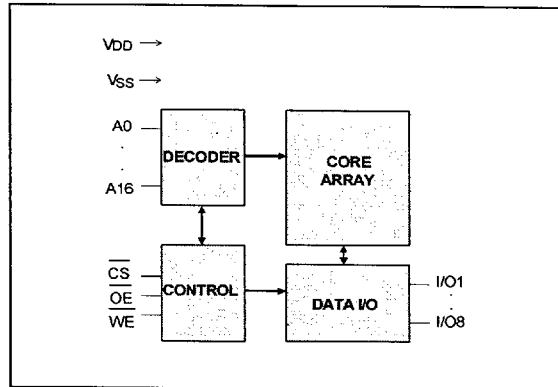 VDD
VSS
A0
.
.
A16
DECODER
CORE
ARRAY
CS
OE
WE
CONTROL
DATA I/O
I/O1
.
.
I/O8